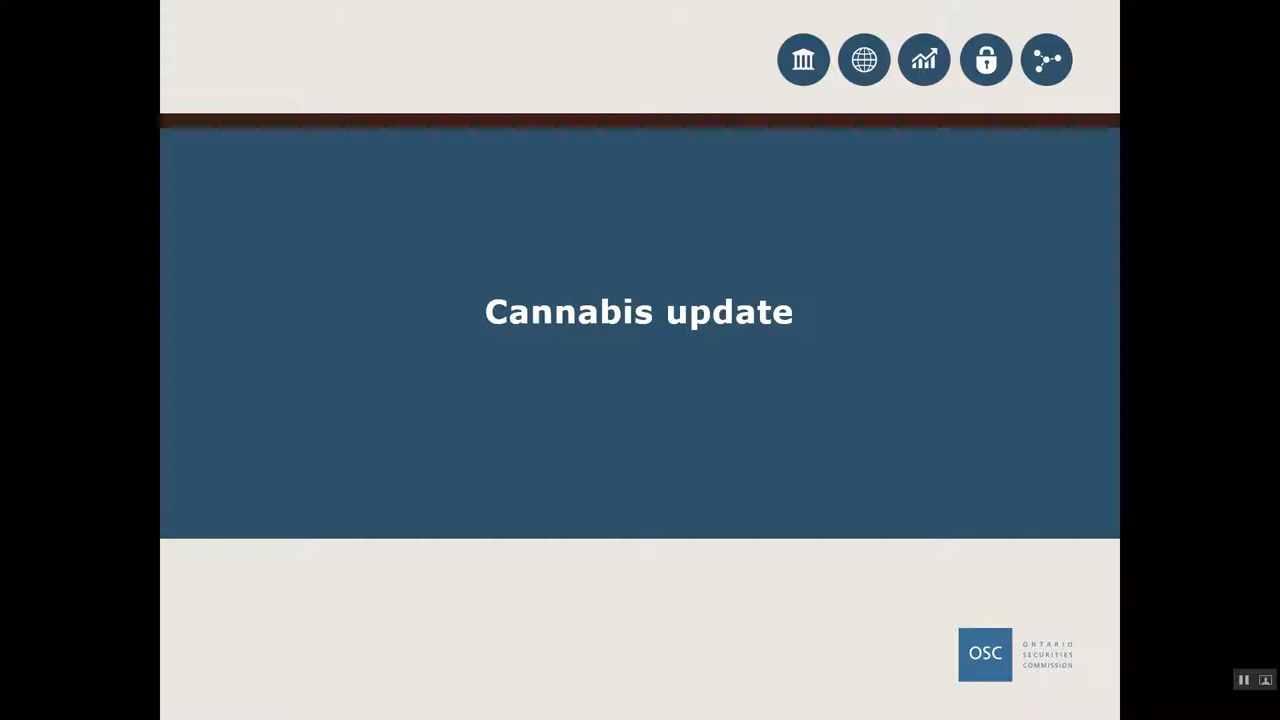 Cannabis update
OSC
ONTARIO
SECURITIES
COMMISSION